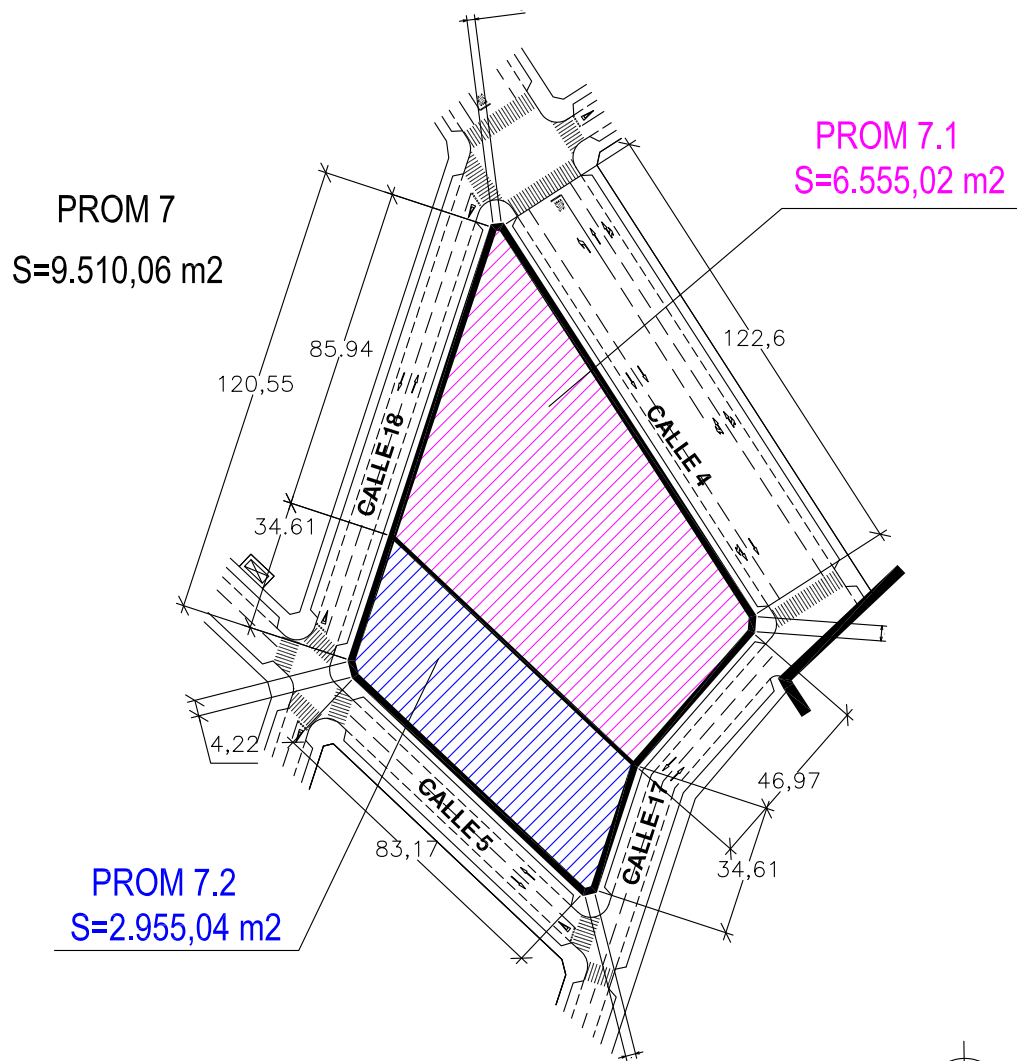 PROM 7.1
S=6.555,02 m2
PROM 7
S=9.510,06 m2
122,6
85.94
120,55
CALLE 18
CALLE 4
34.61
4,22
46,97
CALLE 5
CALLE 17
83,17
34,61
PROM 7.2
S=2.955,04 m2